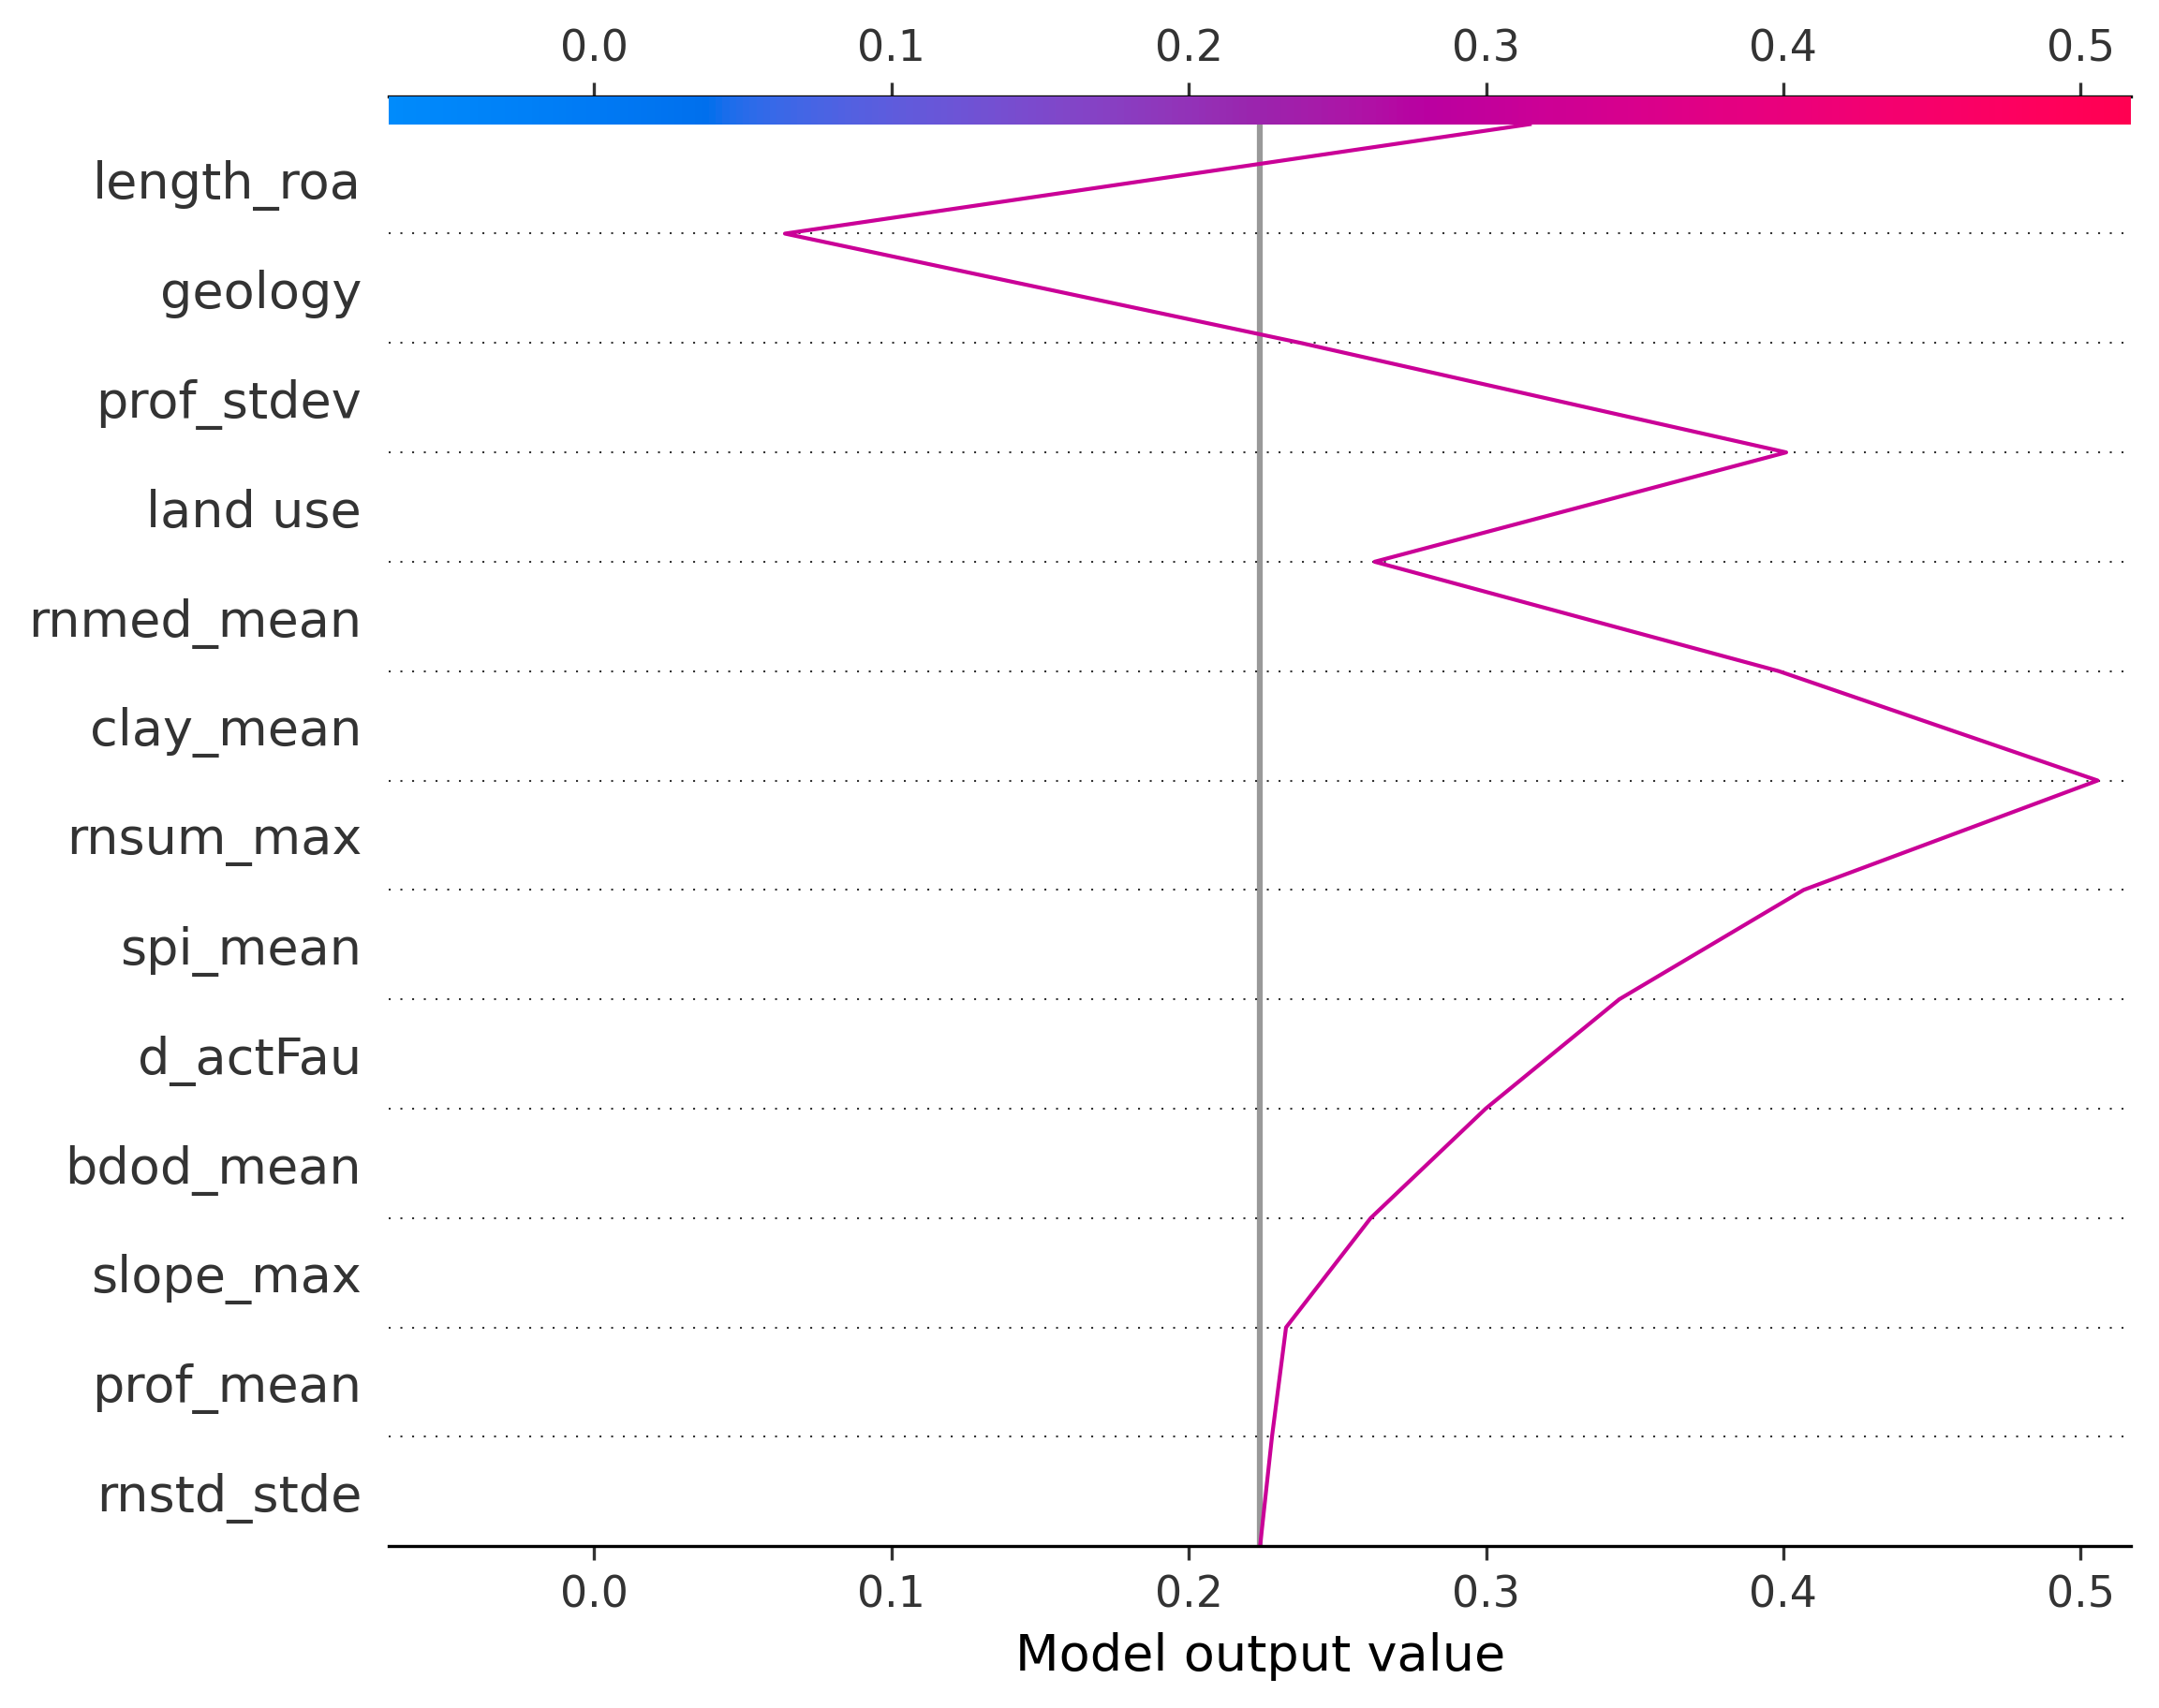 0.0 0.1 0.2 0.3 0.4 0.5
length_roa
geology
prof_stdev
land use
rnmed_mean
clay_mean
rnsum_max
spi_mean
d_actFau
bdod_mean
slope_max
prof_mean
rnstd_stde
0.0 0.1 0.2 0.3 0.4 0.5
Model output value